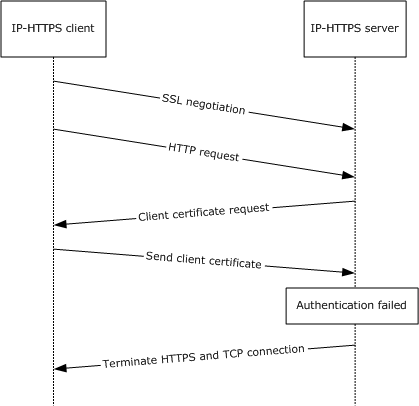 IP-HTTPS client
IP-HTTPS server
SSL negotiation
HTTP request
Client certificate request
Send client certificate
Authentication failed
Terminate HTTPS and TCP connection